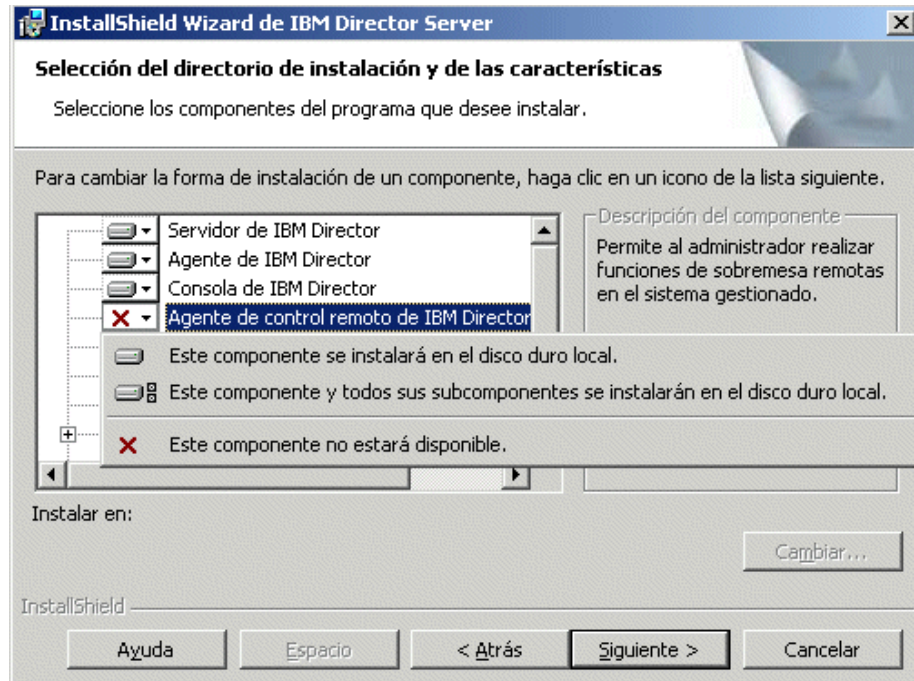 InstallShield Wizard de IBM Director Server
Selección del directorio de instalación y de las características
Seleccione los componentes del programa que desee instalar.
Para cambiar la forma de instalación de un componente, haga clic en un icono de la lista siguiente.
Servidor de IBM Director
Agente de IBM Director
Consola de IBM Director
Agente de control remoto de IBM Director
Descripción del componente
Permite al administrador realizar
funciones de sobremesa remotas
en el sistema gestionado.
Este componente se instalará en el disco duro local.
Este componente y todos sus subcomponentes se instalarán en el disco duro local.
Este componente no estará disponible.
Instalar en:
Cambiar...
InstallShield
Ayuda
Espacio
< Atrás
Siguiente >
Cancelar